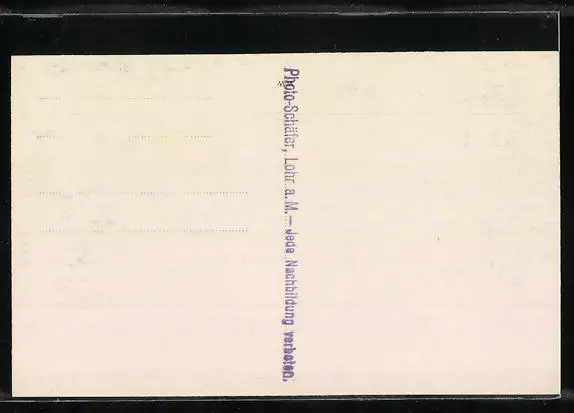 Photo-Schäfer, Lohr a. M. – Jede Nachbildung verboten.